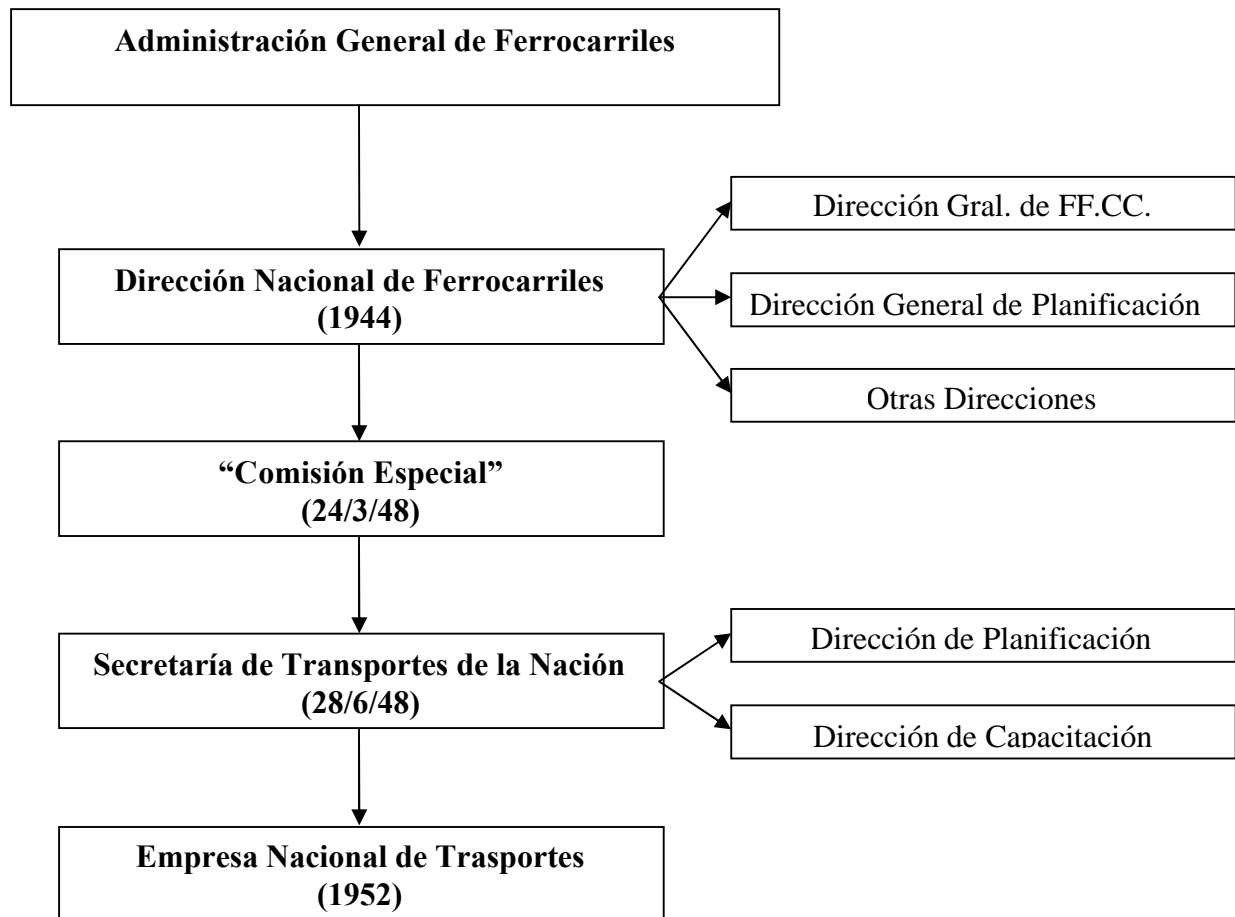 Administración General de Ferrocarriles
Dirección Gral. de FF.CC.
Dirección Nacional de Ferrocarriles
(1944)
Dirección General de Planificación
Otras Direcciones
“Comisión Especial”
(24/3/48)
Dirección de Planificación
Secretaría de Transportes de la Nación
(28/6/48)
Dirección de Capacitación
Empresa Nacional de Trasportes
(1952)